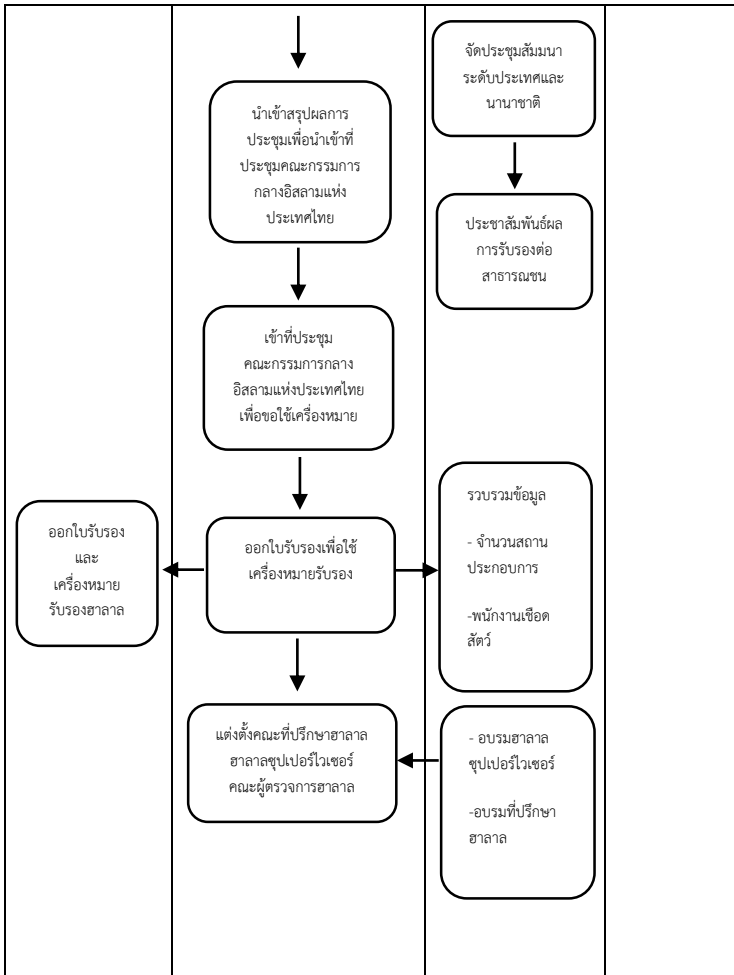 นำเข้าสรุปผลการ
ประชุมเพื่อนำเข้าที่
ประชุมคณะกรรมการ
กลางอิสลามแห่ง
ประเทศไทย
จัดประชุมสัมมนา
ระดับประเทศและ
นานาชาติ
ประชาสัมพันธ์ผล
การรับรองต่อ
สาธารณชน
เข้าที่ประชุม
คณะกรรมการกลาง
อิสลามแห่งประเทศไทย
เพื่อขอใช้เครื่องหมาย
ออกใบรับรอง
และ
เครื่องหมาย
รับรองฮาลาล
ออกใบรับรองเพื่อใช้
เครื่องหมายรับรอง
รวบรวมข้อมูล
- จำนวนสถาน
ประกอบการ
-พนักงานเชือด
สัตว์
แต่งตั้งคณะที่ปรึกษาฮาลาล
ฮาลาลซุปเปอร์ไวเซอร์
คณะผู้ตรวจการฮาลาล
- อบรมฮาลาล
ซุปเปอร์ไวเซอร์
-อบรมที่ปรึกษา
ฮาลาล